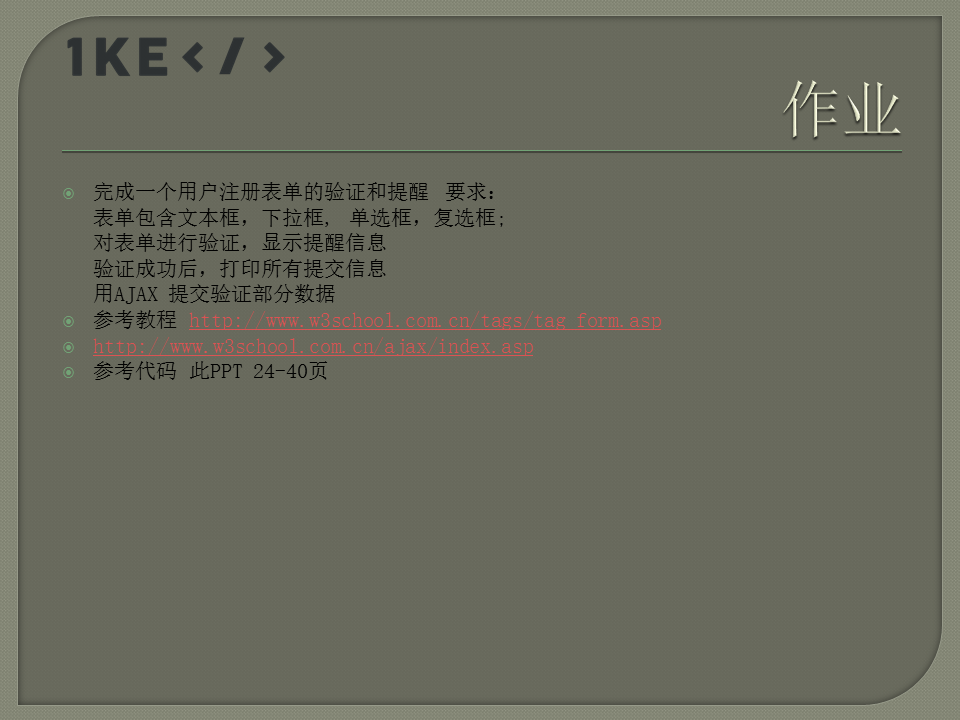 1KE</>
作业
完成一个用户注册表单的验证和提醒 要求：
表单包含文本框，下拉框, 单选框，复选框;
对表单进行验证，显示提醒信息
验证成功后，打印所有提交信息
用AJAX 提交验证部分数据
参考教程 http://www.w3school.com.cn/tags/tag_form.asp
http://www.w3school.com.cn/ajax/index.asp
参考代码 此PPT 24-40页